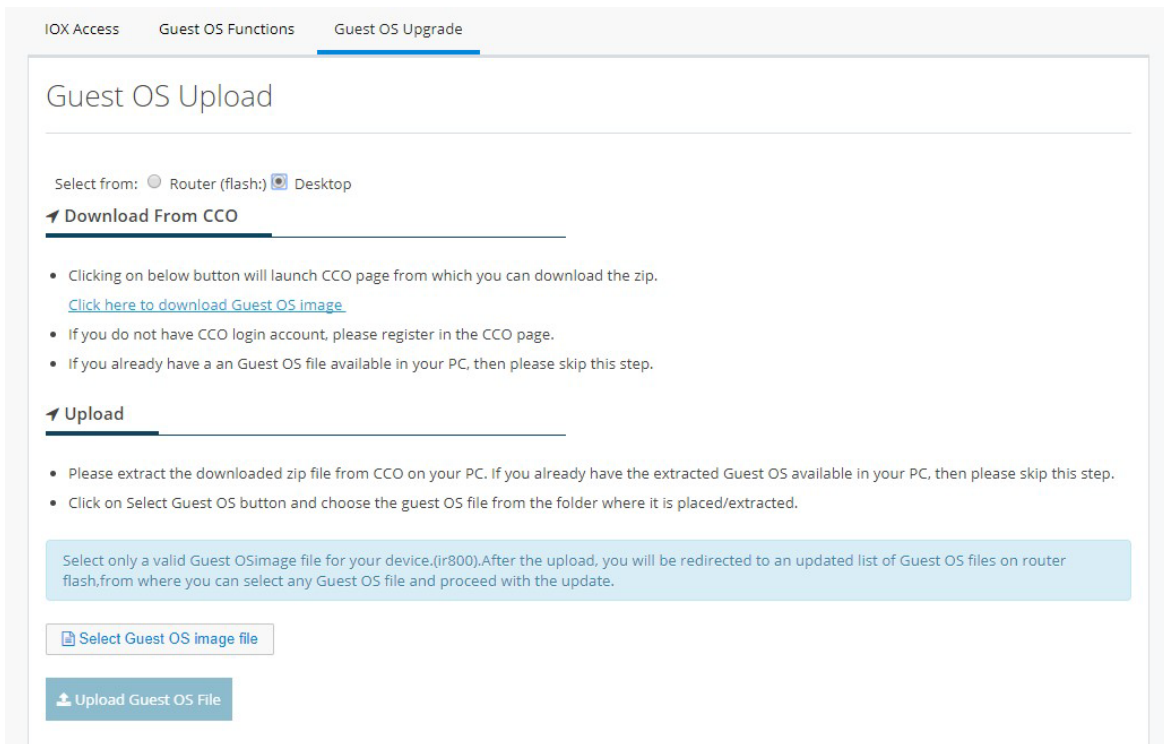 IOX Access Guest OS Functions Guest OS Upgrade
Guest OS Upload
Select from: Router (flash:) Desktop
Download From CCO
Clicking on below button will launch CCO page from which you can download the zip.
Click here to download Guest OS image
If you do not have CCO login account, please register in the CCO page.
If you already have a an Guest OS file available in your PC, then please skip this step.
Upload
Please extract the downloaded zip file from CCO on your PC. If you already have the extracted Guest OS available in your PC, then please skip this step.
Click on Select Guest OS button and choose the guest OS file from the folder where it is placed/extracted.
Select only a valid Guest OSimage file for your device.(ir800).After the upload, you will be redirected to an updated list of Guest OS files on router
flash,from where you can select any Guest OS file and proceed with the update.
Select Guest OS image file
Upload Guest OS File